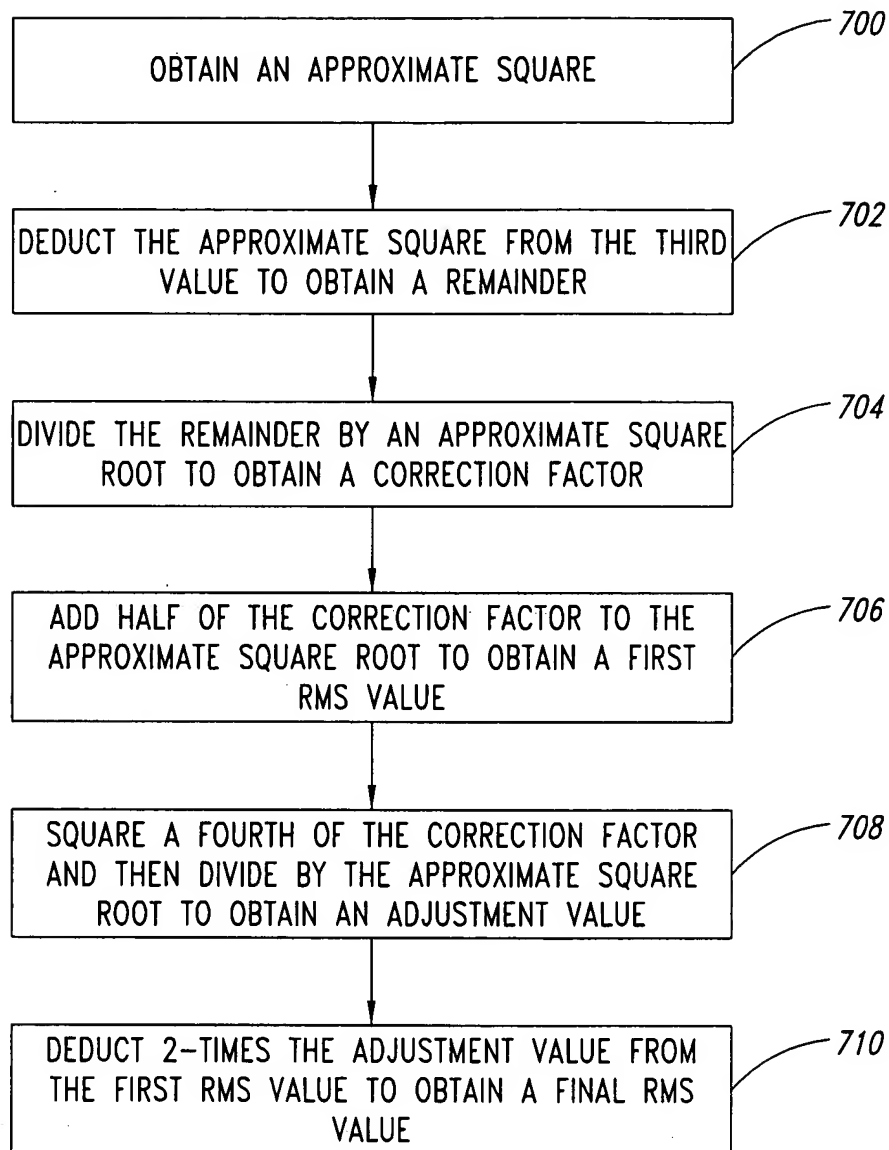 700
OBTAIN AN APPROXIMATE SQUARE
702
DEDUCT THE APPROXIMATE SQUARE FROM THE THIRD
VALUE TO OBTAIN A REMAINDER
704
DIVIDE THE REMAINDER BY AN APPROXIMATE SQUARE
ROOT TO OBTAIN A CORRECTION FACTOR
706
ADD HALF OF THE CORRECTION FACTOR TO THE
APPROXIMATE SQUARE ROOT TO OBTAIN A FIRST
RMS VALUE
708
SQUARE A FOURTH OF THE CORRECTION FACTOR
AND THEN DIVIDE BY THE APPROXIMATE SQUARE
ROOT TO OBTAIN AN ADJUSTMENT VALUE
710
DEDUCT 2-TIMES THE ADJUSTMENT VALUE FROM
THE FIRST RMS VALUE TO OBTAIN A FINAL RMS
VALUE